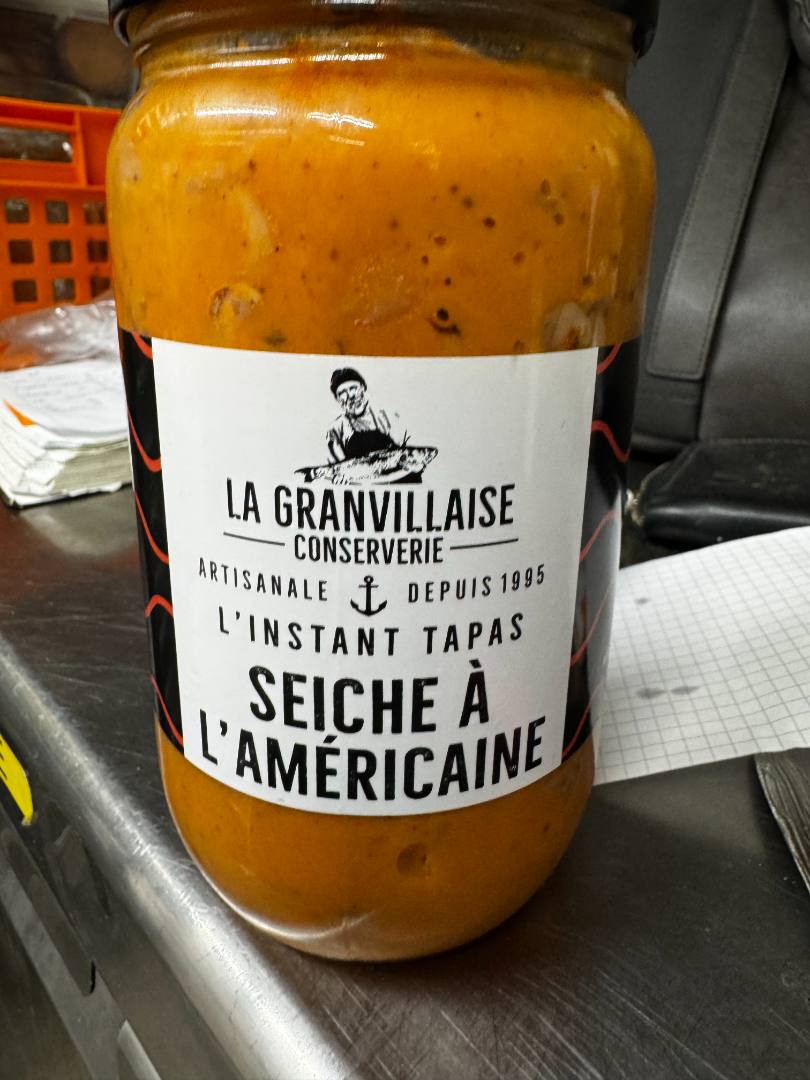 LA GRANVILLAISE
CONSERVERIE
ARTISANALE DEPUIS 1995
L'INSTANT TAPAS
SEICHE À
L'AMÉRICAINE